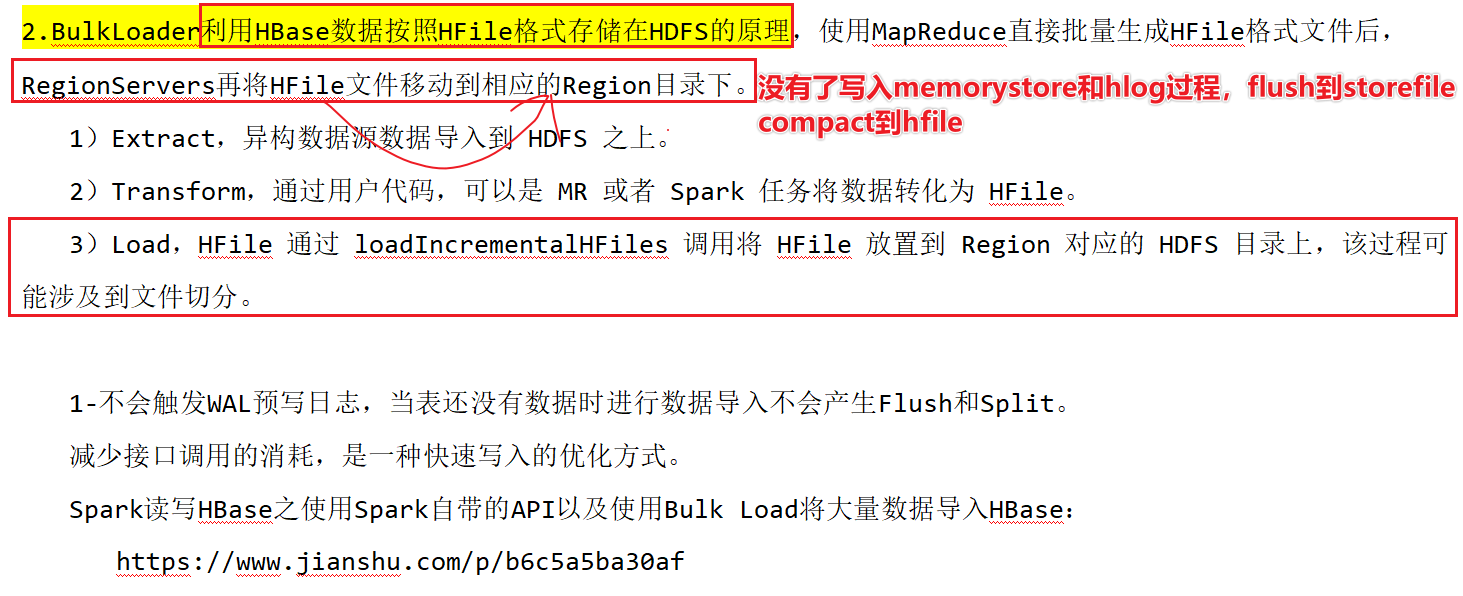 2.BulkLoader利用HBase数据按照HFile格式存储在HDFS的原理，使用MapReduce直接批量生成HFile格式文件后，
RegionServers再将HFile文件移动到相应的Region目录下。
没有了写入memorystore和hlog过程，flush到storefile
compact到hfile
1）Extract，异构数据源数据导入到 HDFS 之上。
2）Transform，通过用户代码，可以是 MR 或者 Spark 任务将数据转化为 HFile。
3）Load，HFile 通过 loadIncrementalHFiles 调用将 HFile 放置到 Region 对应的 HDFS 目录上，该过程可
能涉及到文件切分。
1-不会触发WAL预写日志，当表还没有数据时进行数据导入不会产生Flush和Split。
减少接口调用的消耗，是一种快速写入的优化方式。
Spark读写HBase之使用Spark自带的API以及使用Bulk Load将大量数据导入HBase：
https://www.jianshu.com/p/b6c5a5ba30af